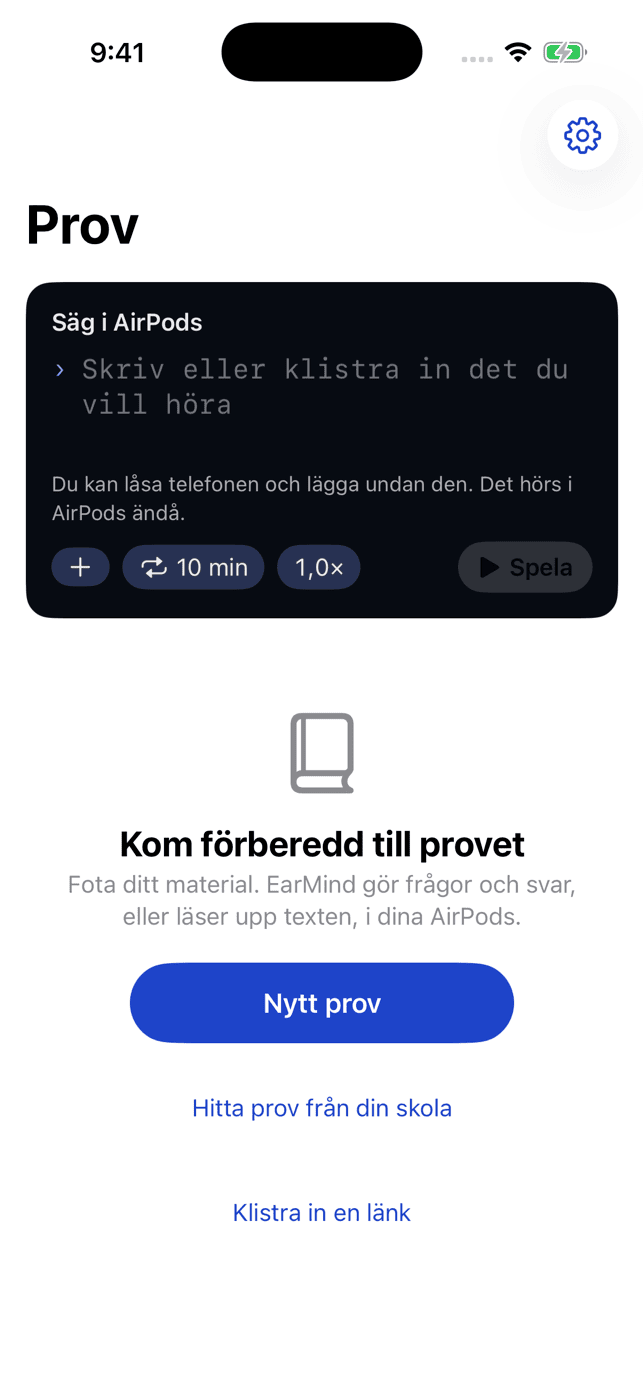 9:41
Prov
Säg i AirPods
› Skriv eller klistra in det du
vill höra
Du kan låsa telefonen och lägga undan den. Det hörs i
AirPods ändå.
+ 10 min 1,0× Spela
Kom förberedd till provet
Fota ditt material. EarMind gör frågor och svar,
eller läser upp texten, i dina AirPods.
Nytt prov
Hitta prov från din skola
Klistra in en länk